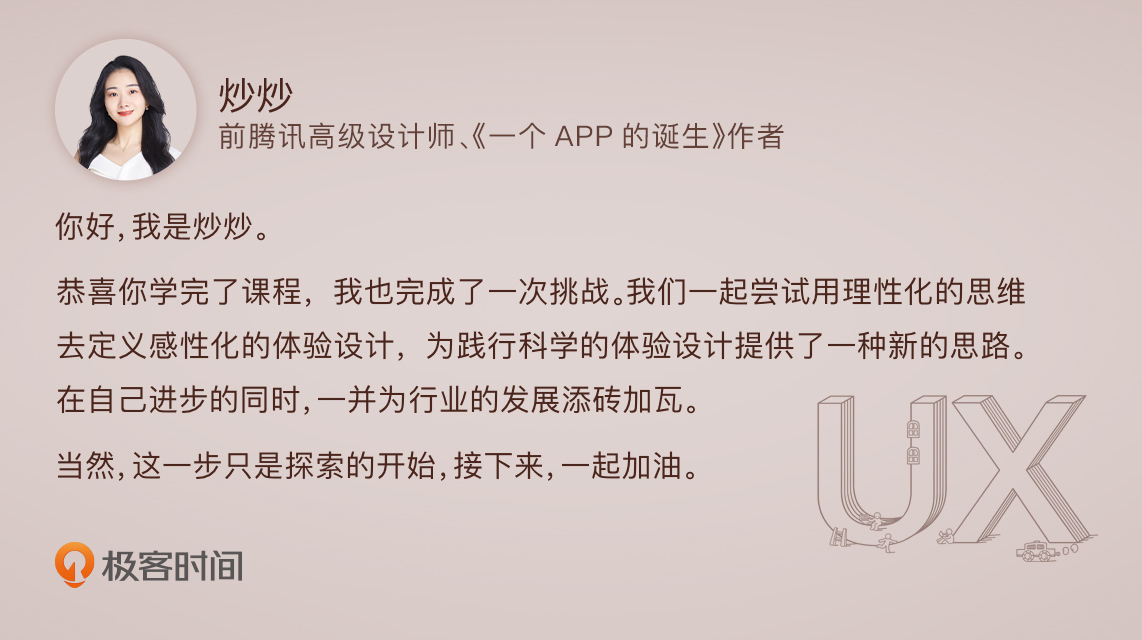 炒炒
前腾讯高级设计师、《一个 APP 的诞生》作者
你好,我是炒炒。
恭喜你学完了课程，我也完成了一次挑战。我们一起尝试用理性化的思维
去定义感性化的体验设计，为践行科学的体验设计提供了一种新的思路。
在自己进步的同时,一并为行业的发展添砖加瓦。
当然,这一步只是探索的开始,接下来,一起加油。
UX
极客时间